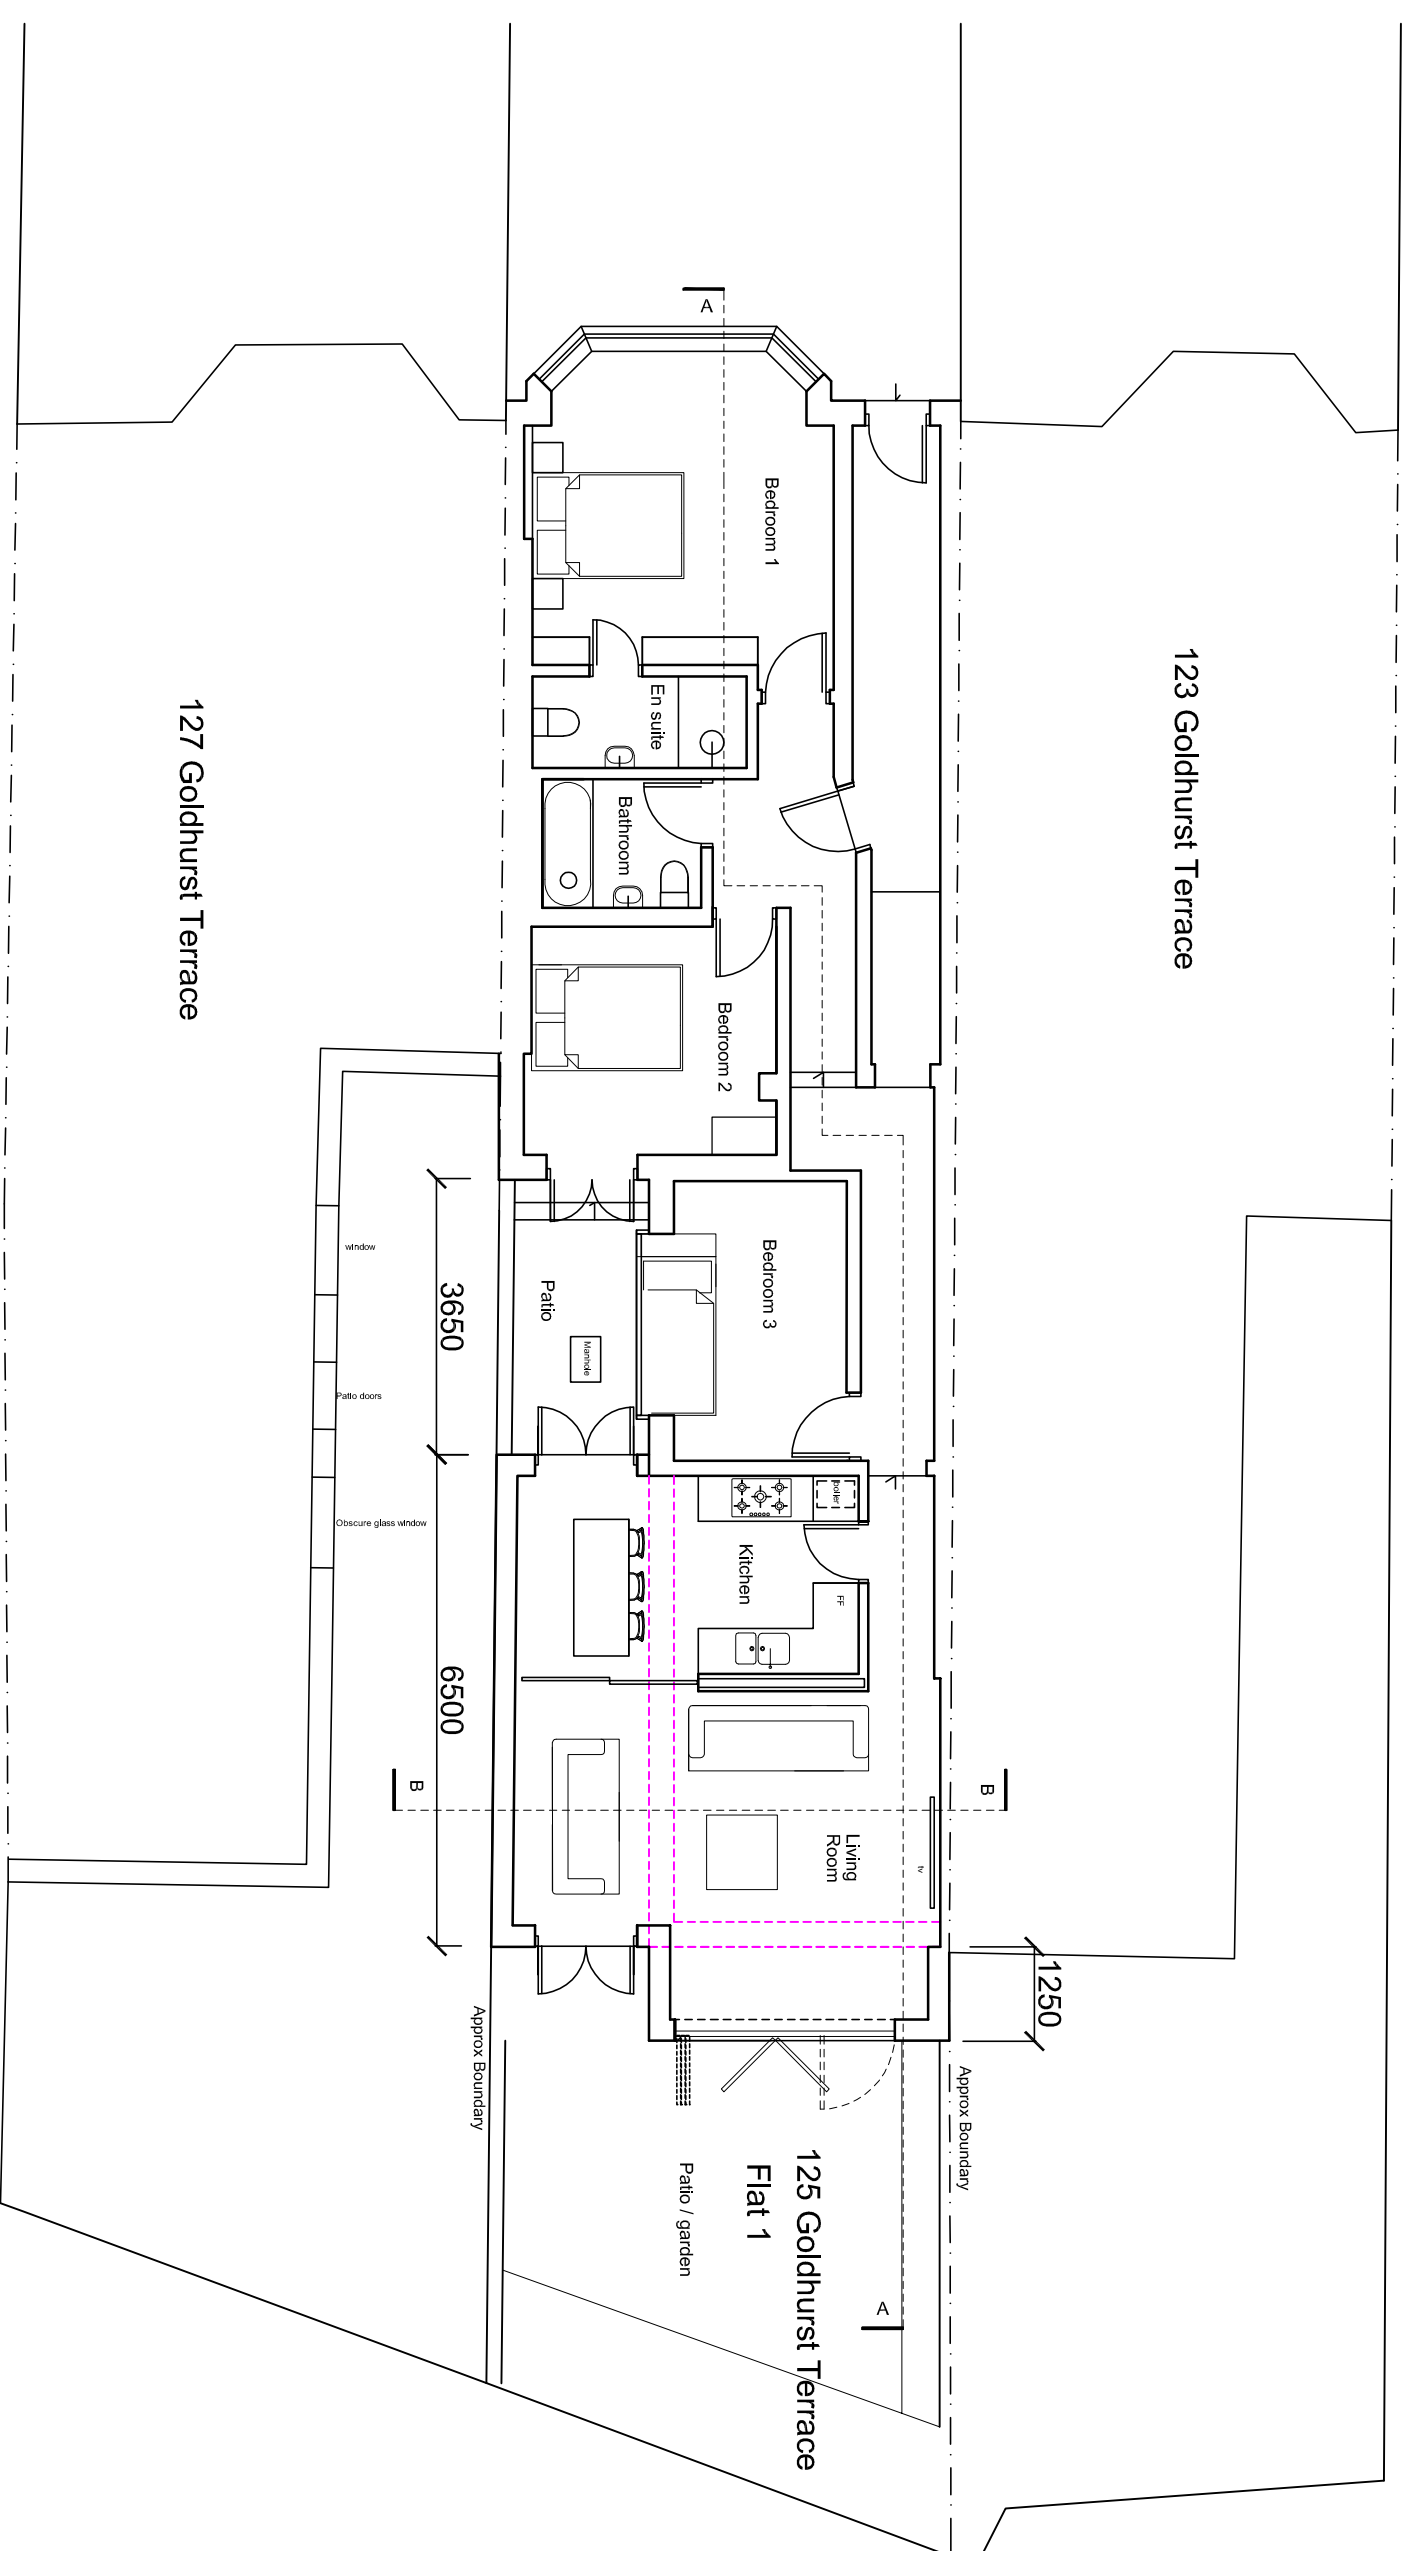 A
Bedroom 1
En suite
Bathroom
Bedroom 2
123 Goldhurst Terrace
127 Goldhurst Terrace
window
Patio doors
Obscure glass window
3650
6500
Patio
Manhole
Bedroom 3
boiler
Kitchen
FF
B
B
Living
Room
tv
1250
Approx Boundary
Approx Boundary
125 Goldhurst Terrace
Flat 1
Patio / garden
A